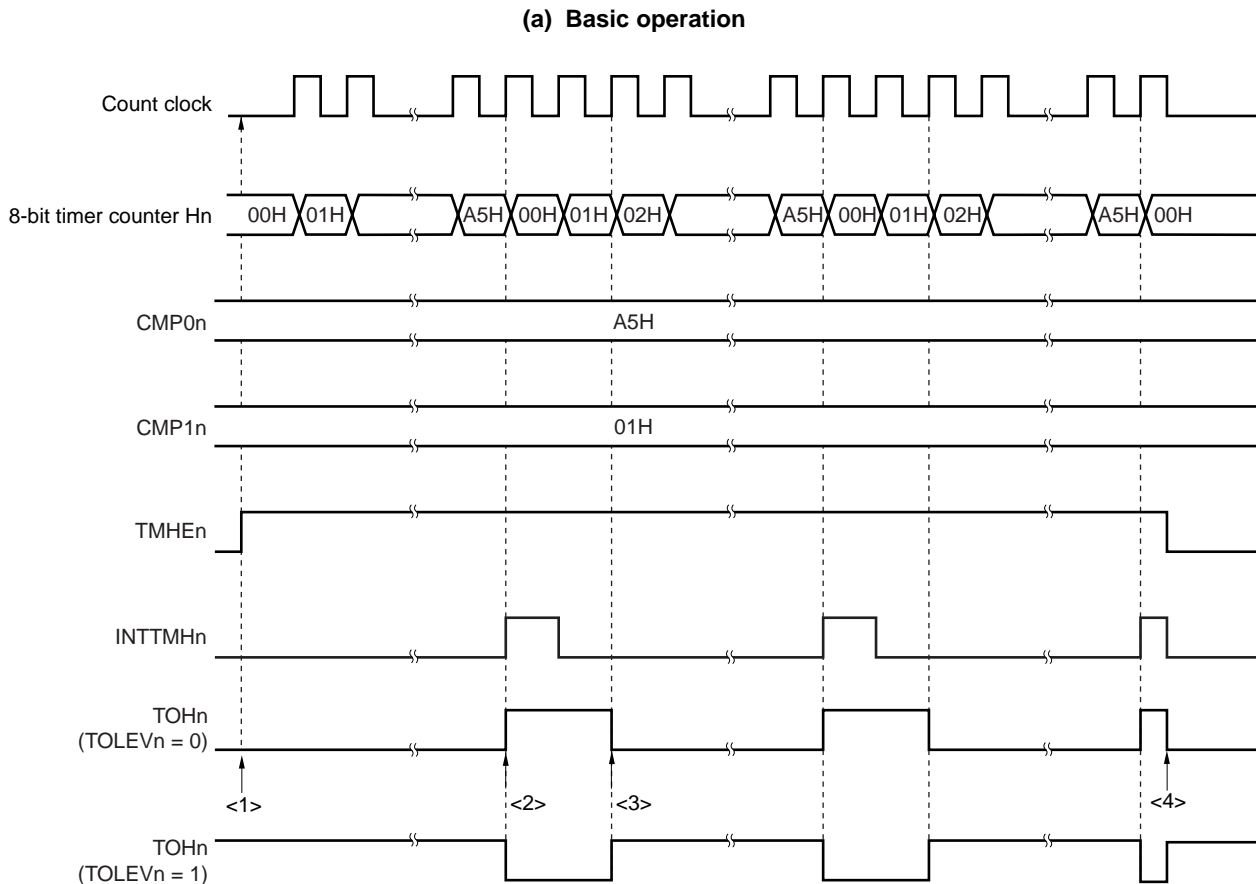 (a) Basic operation
Count clock
8-bit timer counter Hn
00H 01H A5H 00H 01H 02H A5H 00H 01H 02H A5H 00H
CMP0n
A5H
CMP1n
01H
TMHEn
INTTMHn
TOHn
(TOLEVn = 0)
<1> <2> <3> <4>
TOHn
(TOLEVn = 1)